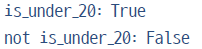 is_under_20: True
not is_under_20: False